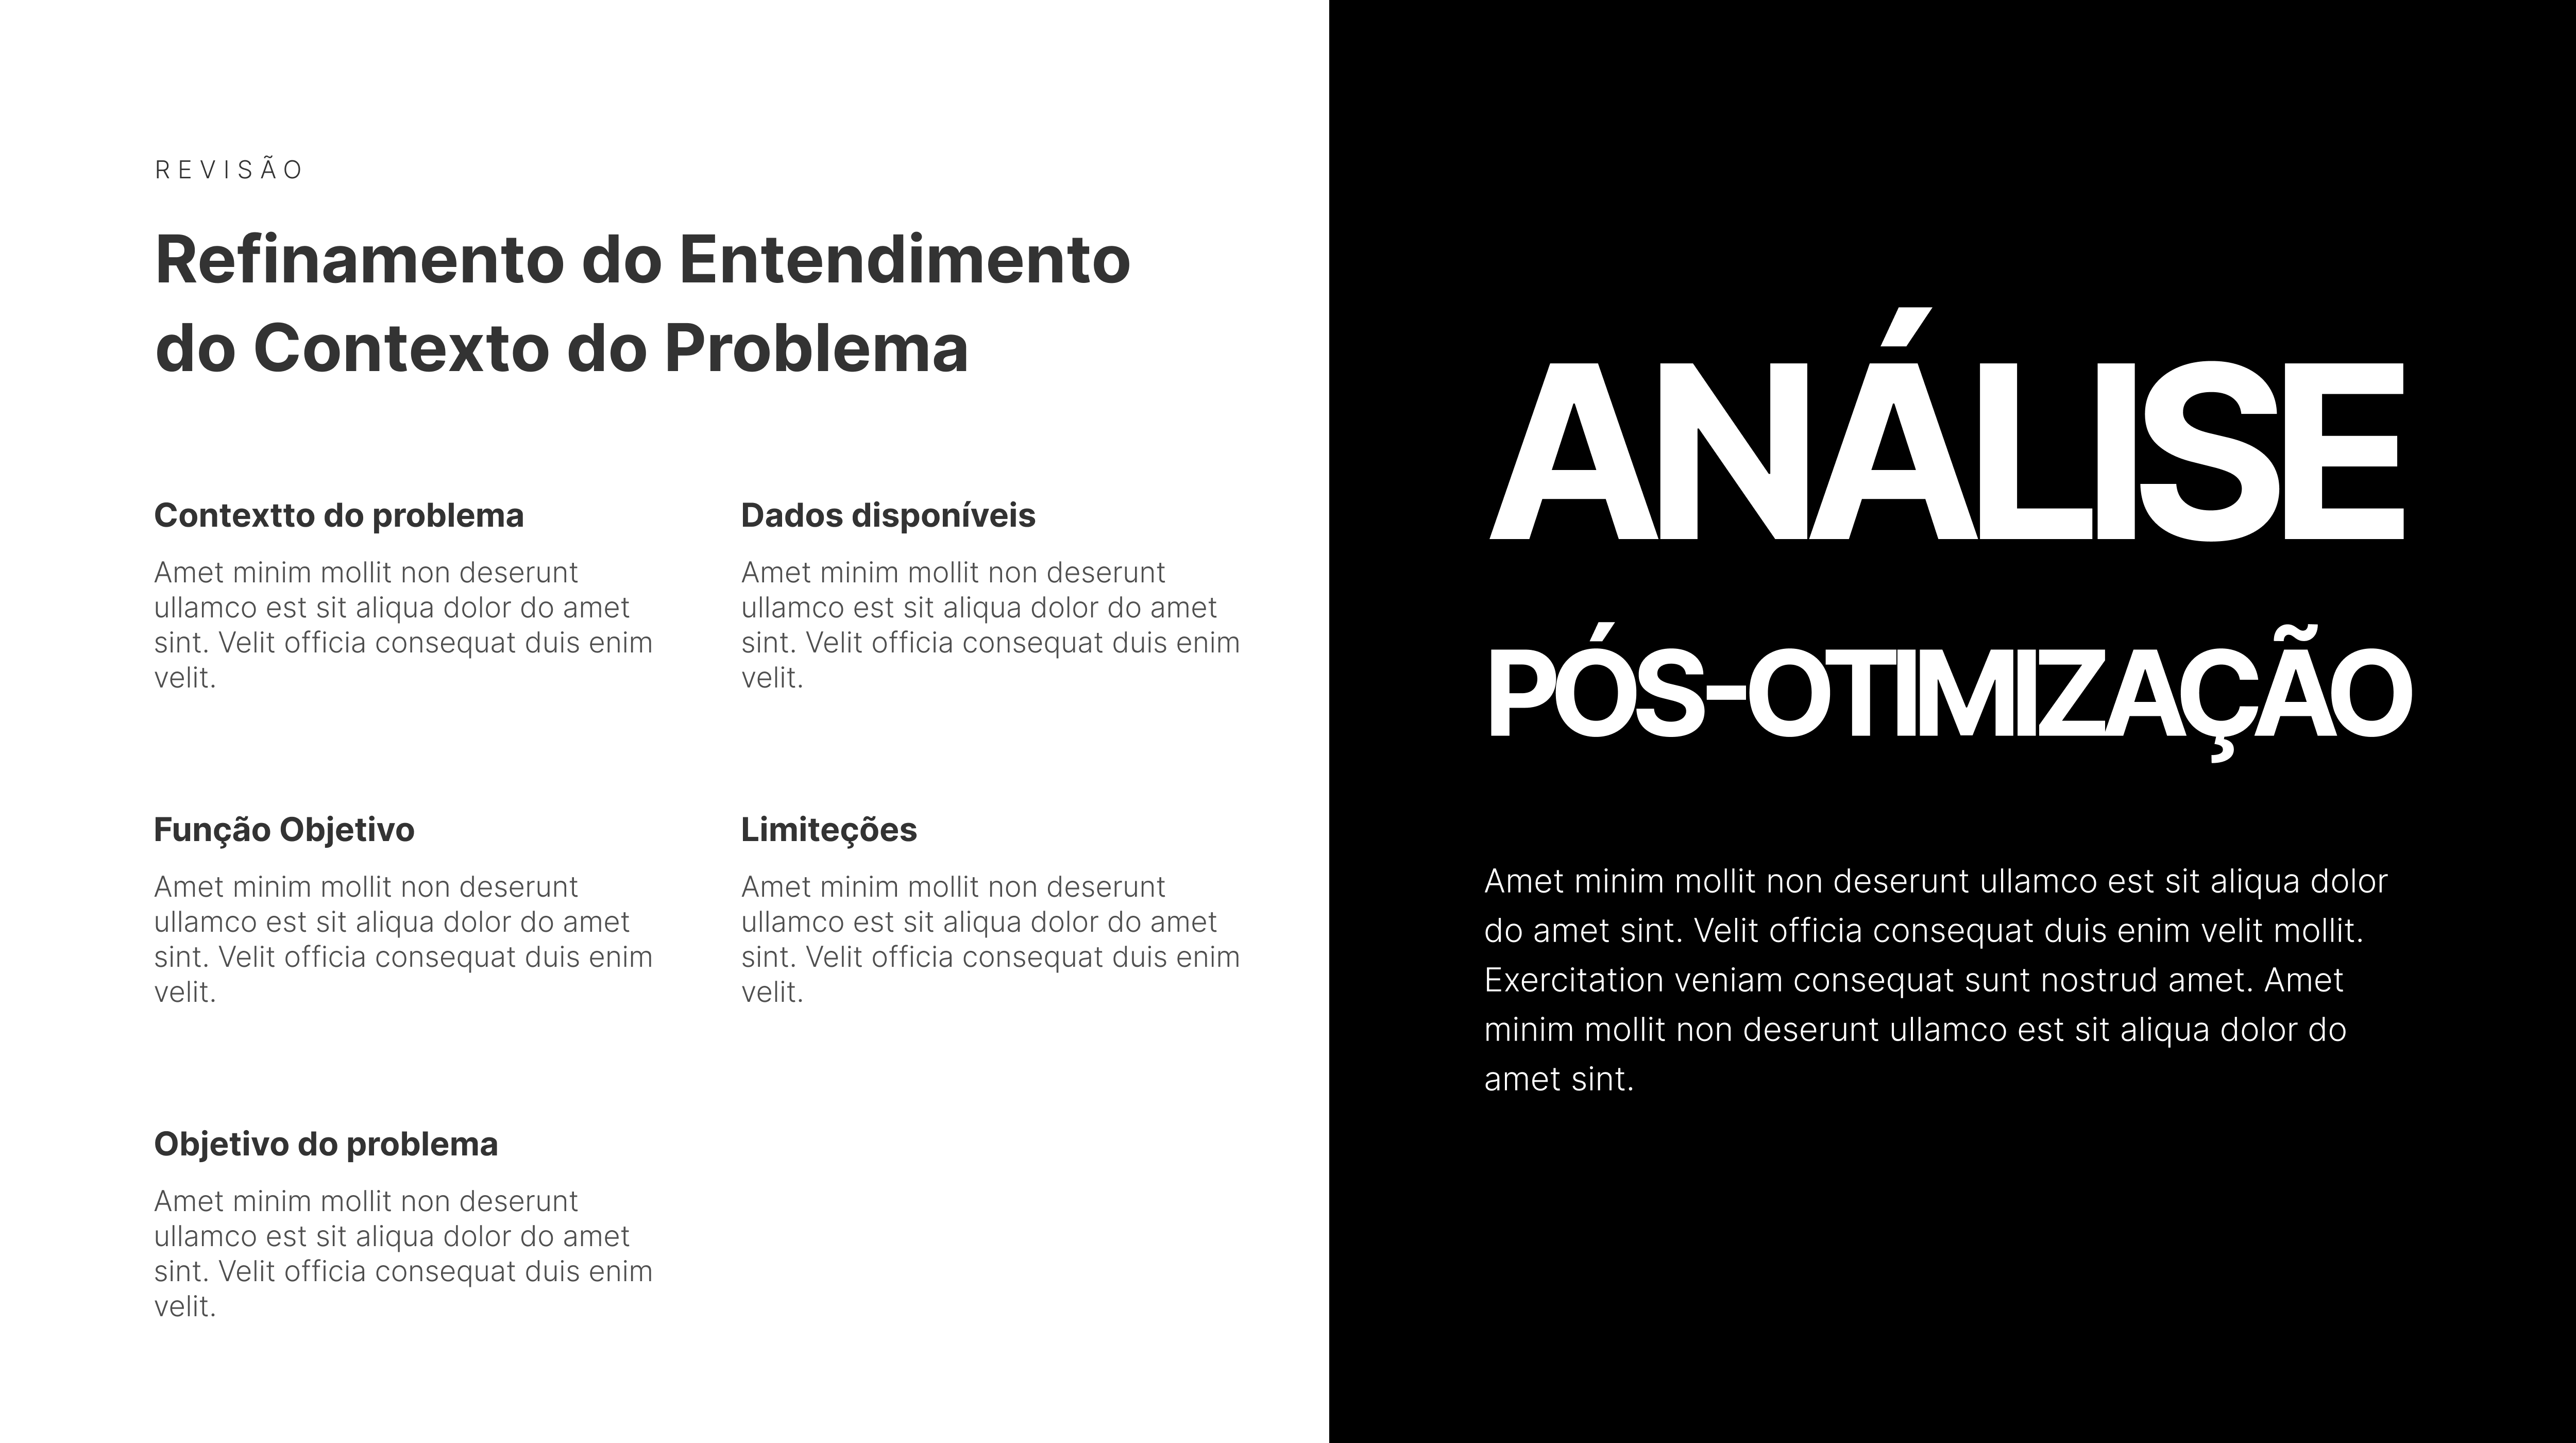 REVISÃO
Refinamento do Entendimento
do Contexto do Problema
Contextto do problema
Amet minim mollit non deserunt
ullamco est sit aliqua dolor do amet
sint. Velit officia consequat duis enim
velit.
Dados disponíveis
Amet minim mollit non deserunt
ullamco est sit aliqua dolor do amet
sint. Velit officia consequat duis enim
velit.
Função Objetivo
Amet minim mollit non deserunt
ullamco est sit aliqua dolor do amet
sint. Velit officia consequat duis enim
velit.
Limiteções
Amet minim mollit non deserunt
ullamco est sit aliqua dolor do amet
sint. Velit officia consequat duis enim
velit.
Objetivo do problema
Amet minim mollit non deserunt
ullamco est sit aliqua dolor do amet
sint. Velit officia consequat duis enim
velit.
ANÁLISE
PÓS-OTIMIZAÇÃO
Amet minim mollit non deserunt ullamco est sit aliqua dolor
do amet sint. Velit officia consequat duis enim velit mollit.
Exercitation veniam consequat sunt nostrud amet. Amet
minim mollit non deserunt ullamco est sit aliqua dolor do
amet sint.